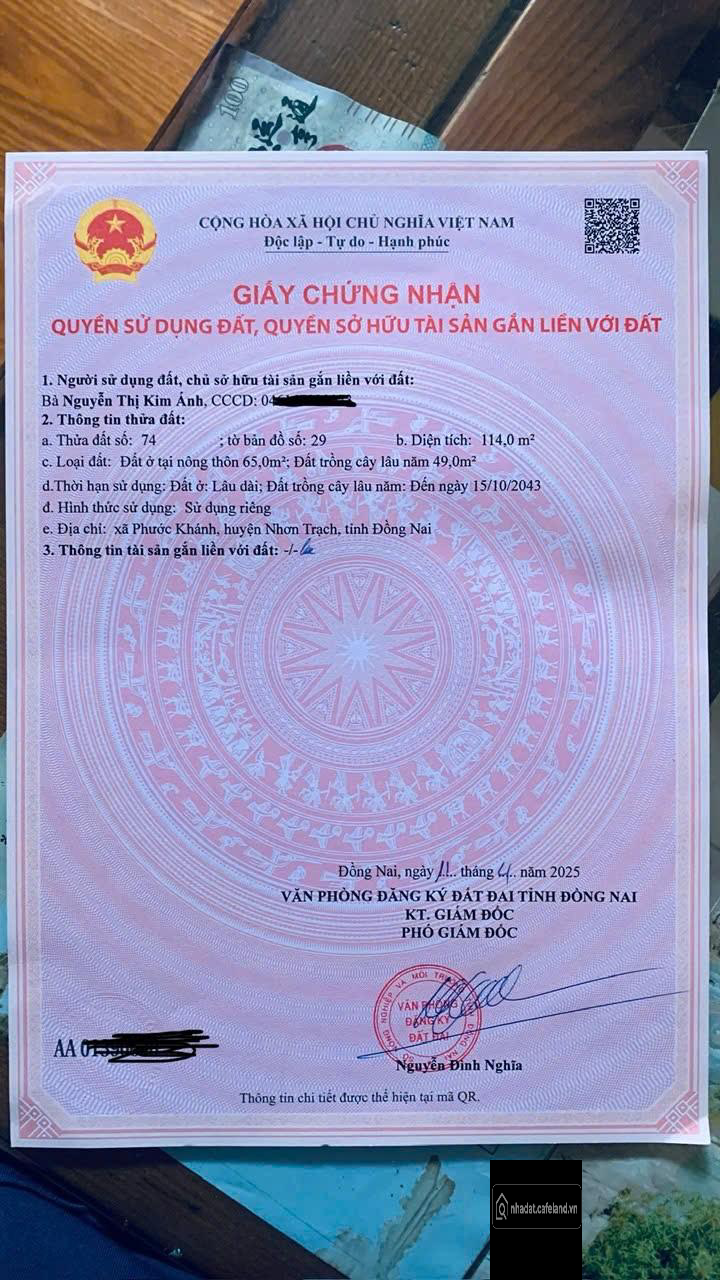 100
CỘNG HÒA XÃ HỘI CHỦ NGHĨA VIỆT NAM
Độc lập - Tự do - Hạnh phúc
GIẤY CHỨNG NHẬN
QUYỀN SỬ DỤNG ĐẤT, QUYỀN SỞ HỮU TÀI SẢN GẮN LIỀN VỚI ĐẤT
1. Người sử dụng đất, chủ sở hữu tài sản gắn liền với đất:
Bà Nguyễn Thị Kim Ánh, CCCD: 04
2. Thông tin thửa đất:
a. Thửa đất số: 74 ; tờ bản đồ số: 29 b. Diện tích: 114,0 m²
c. Loại đất: Đất ở tại nông thôn 65,0m²; Đất trồng cây lâu năm 49,0m²
d.Thời hạn sử dụng: Đất ở: Lâu dài; Đất trồng cây lâu năm: Đến ngày 15/10/2043
đ. Hình thức sử dụng: Sử dụng riêng
e. Địa chỉ: xã Phước Khánh, huyện Nhơn Trạch, tỉnh Đồng Nai
3. Thông tin tài sản gắn liền với đất: -/-
Đồng Nai, ngày 11.. tháng 4.. năm 2025
VĂN PHÒNG ĐĂNG KÝ ĐẤT ĐAI TỈNH ĐỒNG NAI
KT. GIÁM ĐỐC
PHÓ GIÁM ĐỐC
VĂN PHÒNG
ĐĂNG KÝ
ĐẤT ĐAI
Nguyễn Đình Nghĩa
AA
Thông tin chi tiết được thể hiện tại mã QR.
nhadat.cafeland.vn